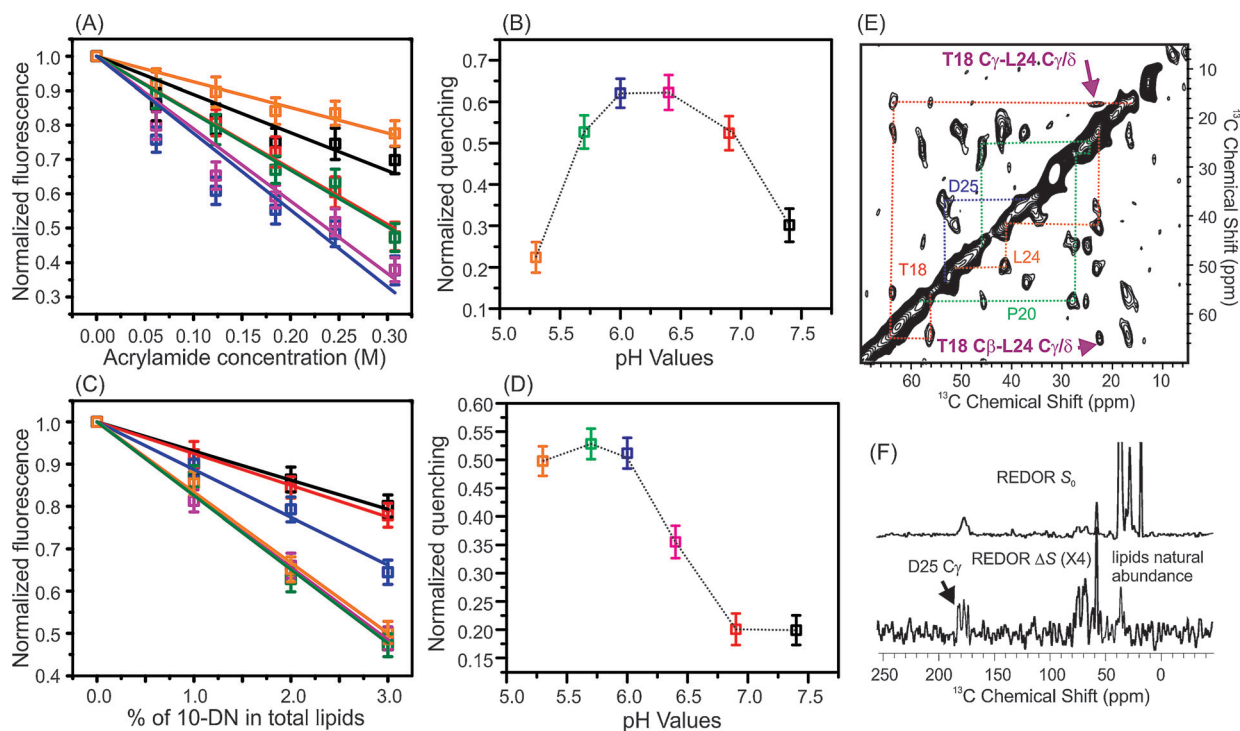 (A)
Normalized fluorescence
1.0
0.9
0.8
0.7
0.6
0.5
0.4
0.3
0.00 0.05 0.10 0.15 0.20 0.25 0.30
Acrylamide concentration (M)
(B)
Normalized quenching
0.7
0.6
0.5
0.4
0.3
0.2
0.1
5.0 5.5 6.0 6.5 7.0 7.5
pH Values
(C)
Normalized fluorescence
1.0
0.9
0.8
0.7
0.6
0.5
0.4
0.0 1.0 2.0 3.0
% of 10-DN in total lipids
(D)
Normalized quenching
0.60
0.55
0.50
0.45
0.40
0.35
0.30
0.25
0.20
0.15
5.0 5.5 6.0 6.5 7.0 7.5
pH Values
(E)
T18 Cγ-L24 Cγ/δ
D25
T18
L24
P20
T18 Cβ-L24 Cγ/δ
10
20
30
40
50
60
¹³C Chemical Shift (ppm)
60 50 40 30 20 10
¹³C Chemical Shift (ppm)
(F)
REDOR S₀
REDOR ΔS (X4)
lipids natural
abundance
D25 Cγ
250 200 150 100 50 0
¹³C Chemical Shift (ppm)